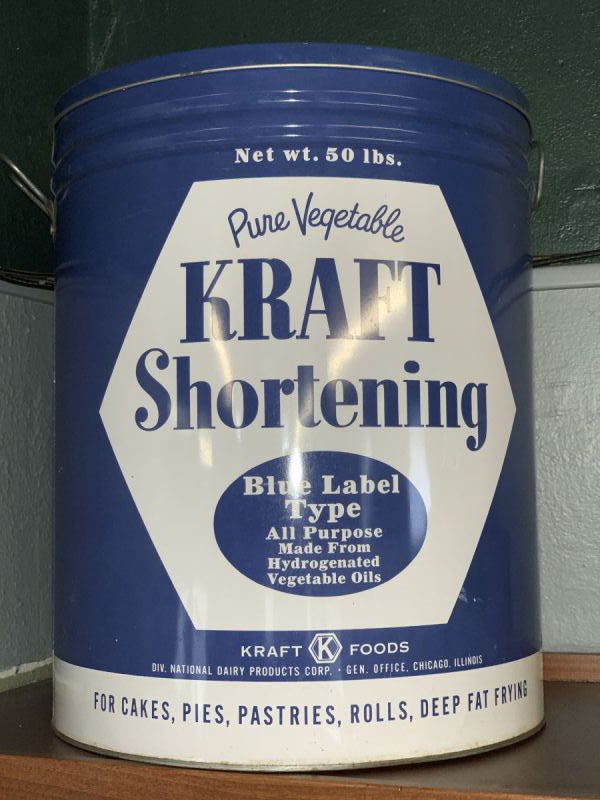 Net wt. 50 lbs.
Pure Vegetable
KRAFT
Shortening
Blue Label
Type
All Purpose
Made From
Hydrogenated
Vegetable Oils
KRAFT K FOODS
DIV. NATIONAL DAIRY PRODUCTS CORP. · GEN. OFFICE, CHICAGO, ILLINOIS
FOR CAKES, PIES, PASTRIES, ROLLS, DEEP FAT FRYING